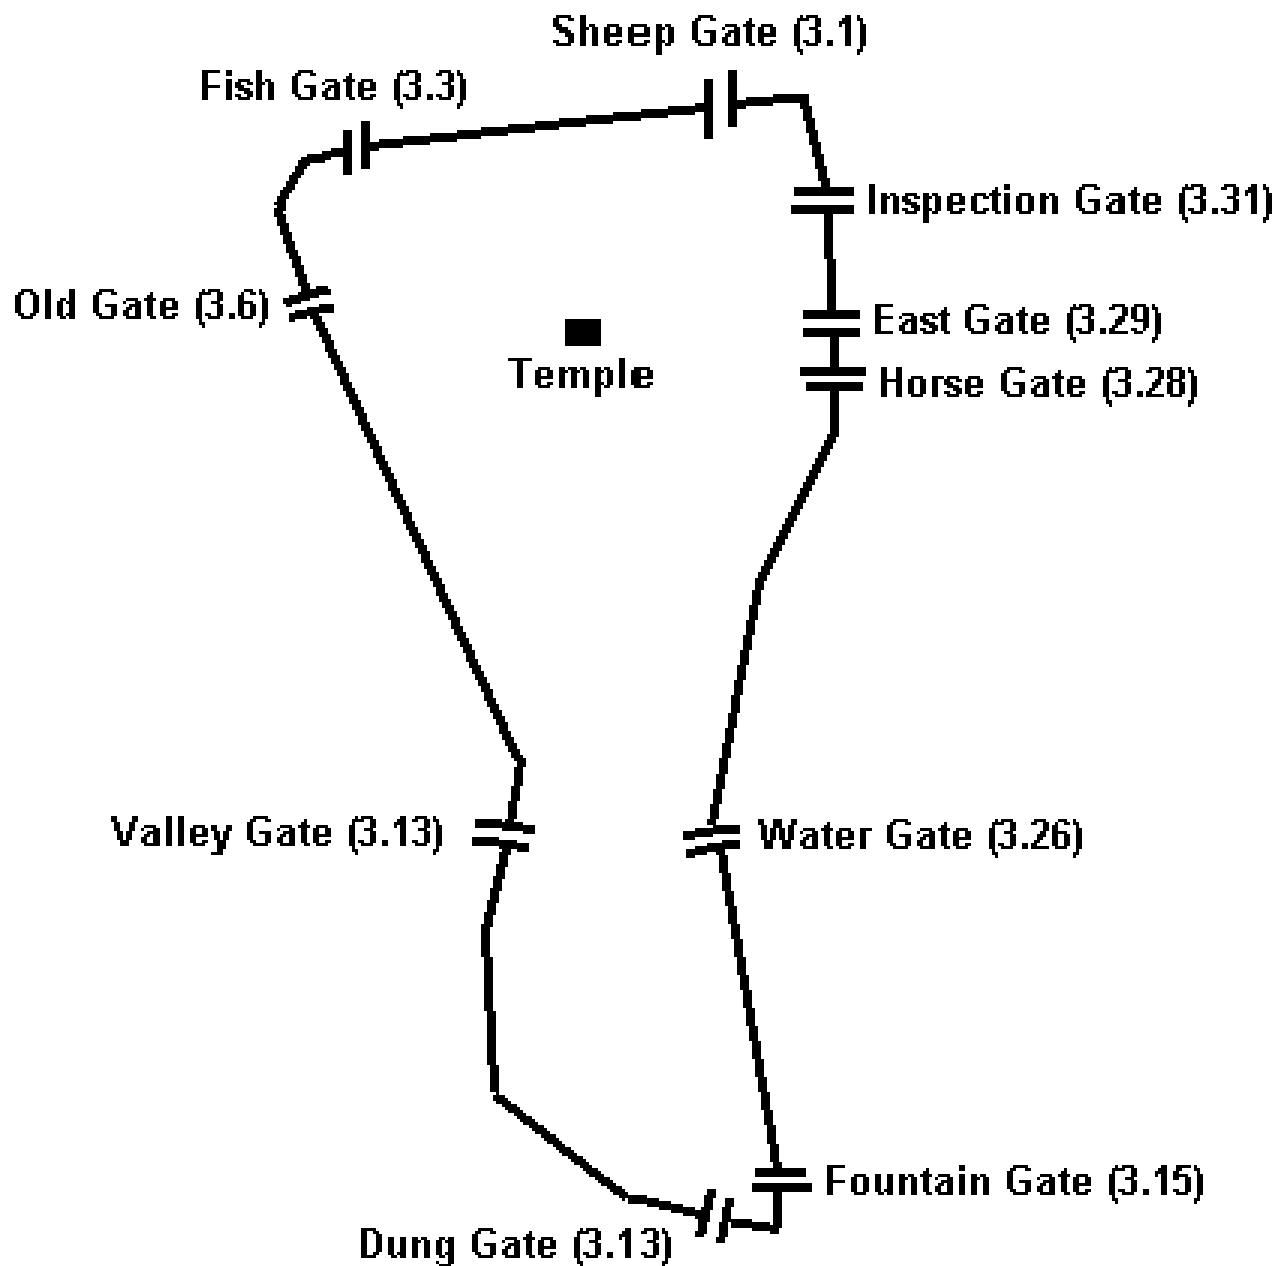 Sheep Gate (3.1)
Fish Gate (3.3)
Inspection Gate (3.31)
Old Gate (3.6)
East Gate (3.29)
Temple
Horse Gate (3.28)
Valley Gate (3.13)
Water Gate (3.26)
Fountain Gate (3.15)
Dung Gate (3.13)